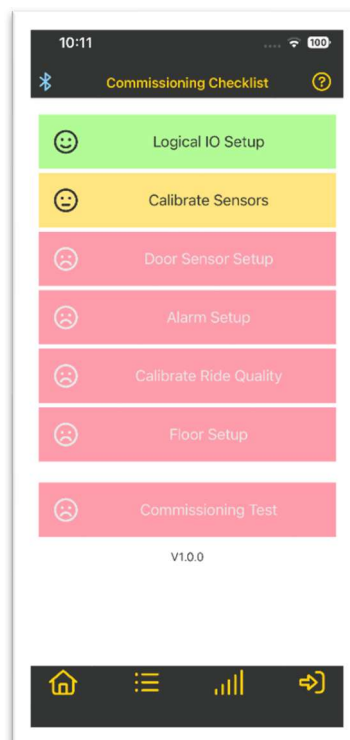 10:11
100
Commissioning Checklist
?
Logical IO Setup
Calibrate Sensors
Door Sensor Setup
Alarm Setup
Calibrate Ride Quality
Floor Setup
Commissioning Test
V1.0.0